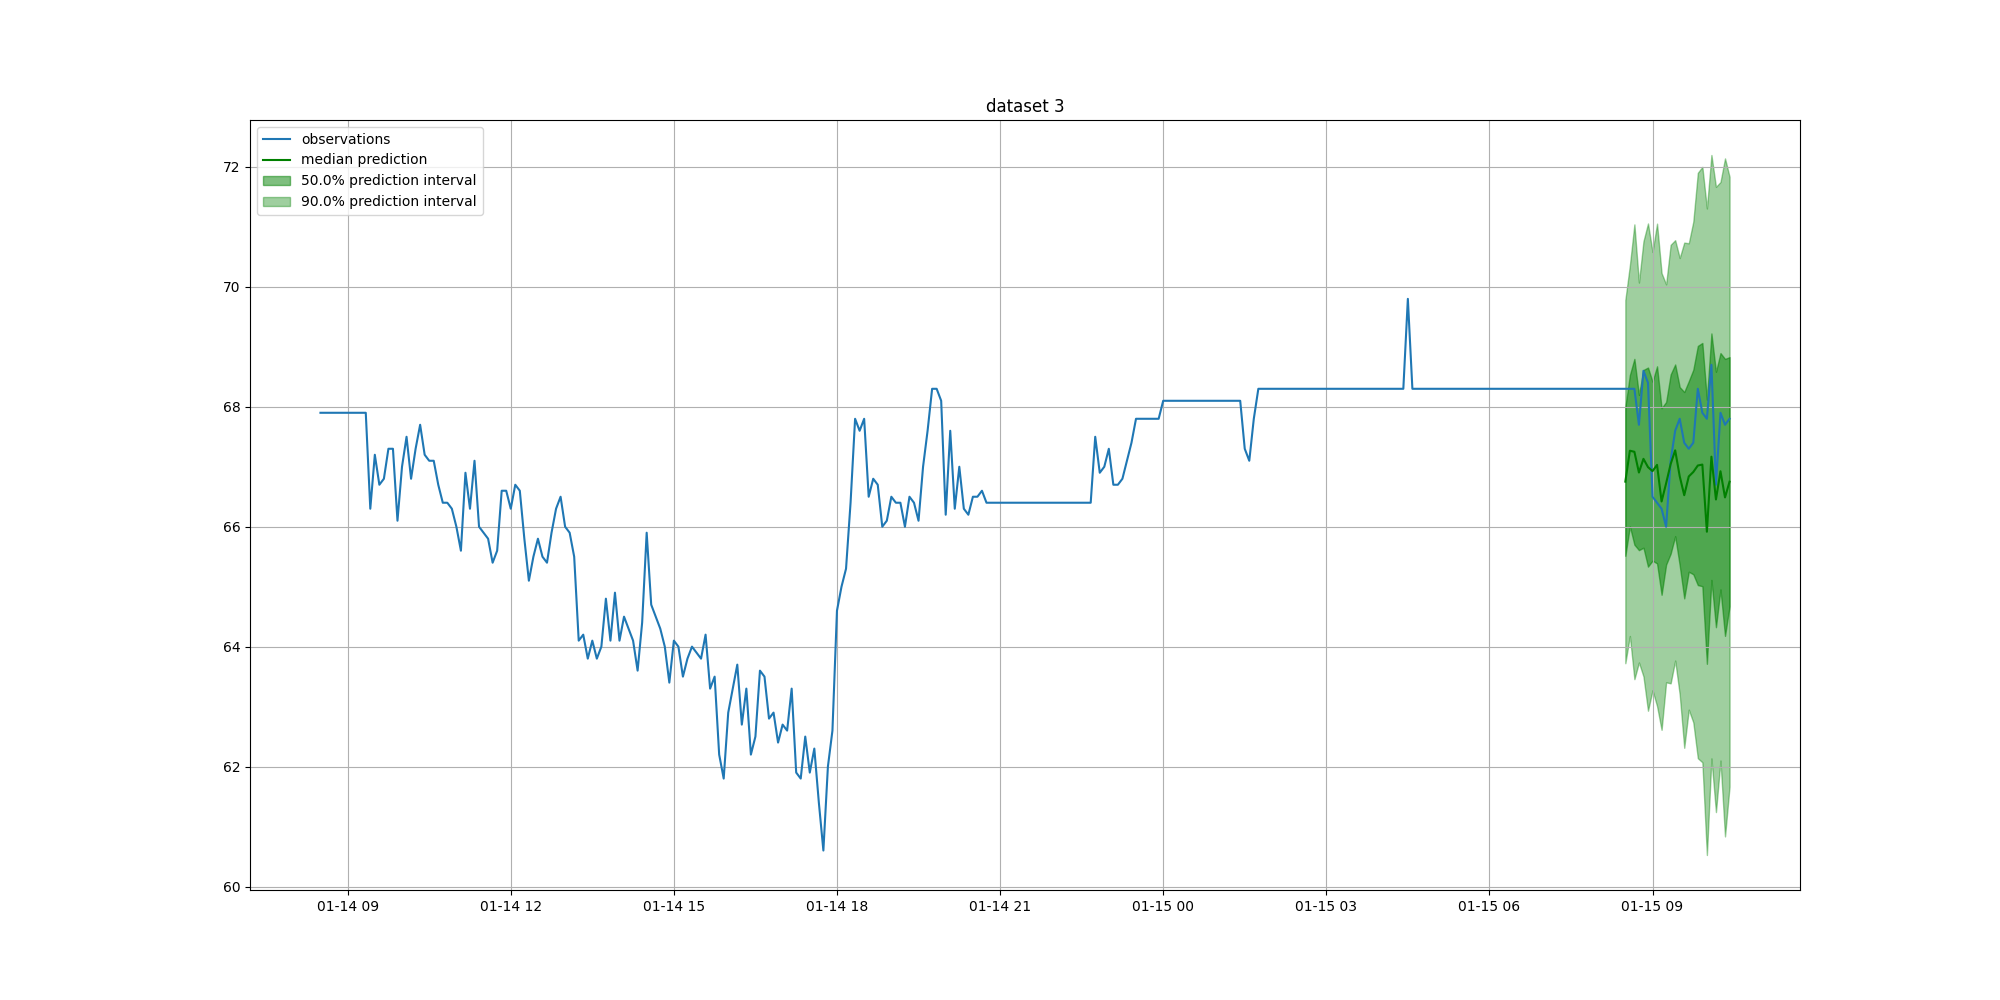 dataset 3
observations
median prediction
50.0% prediction interval
90.0% prediction interval
72
70
68
66
64
62
60
01-14 09 01-14 12 01-14 15 01-14 18 01-14 21 01-15 00 01-15 03 01-15 06 01-15 09